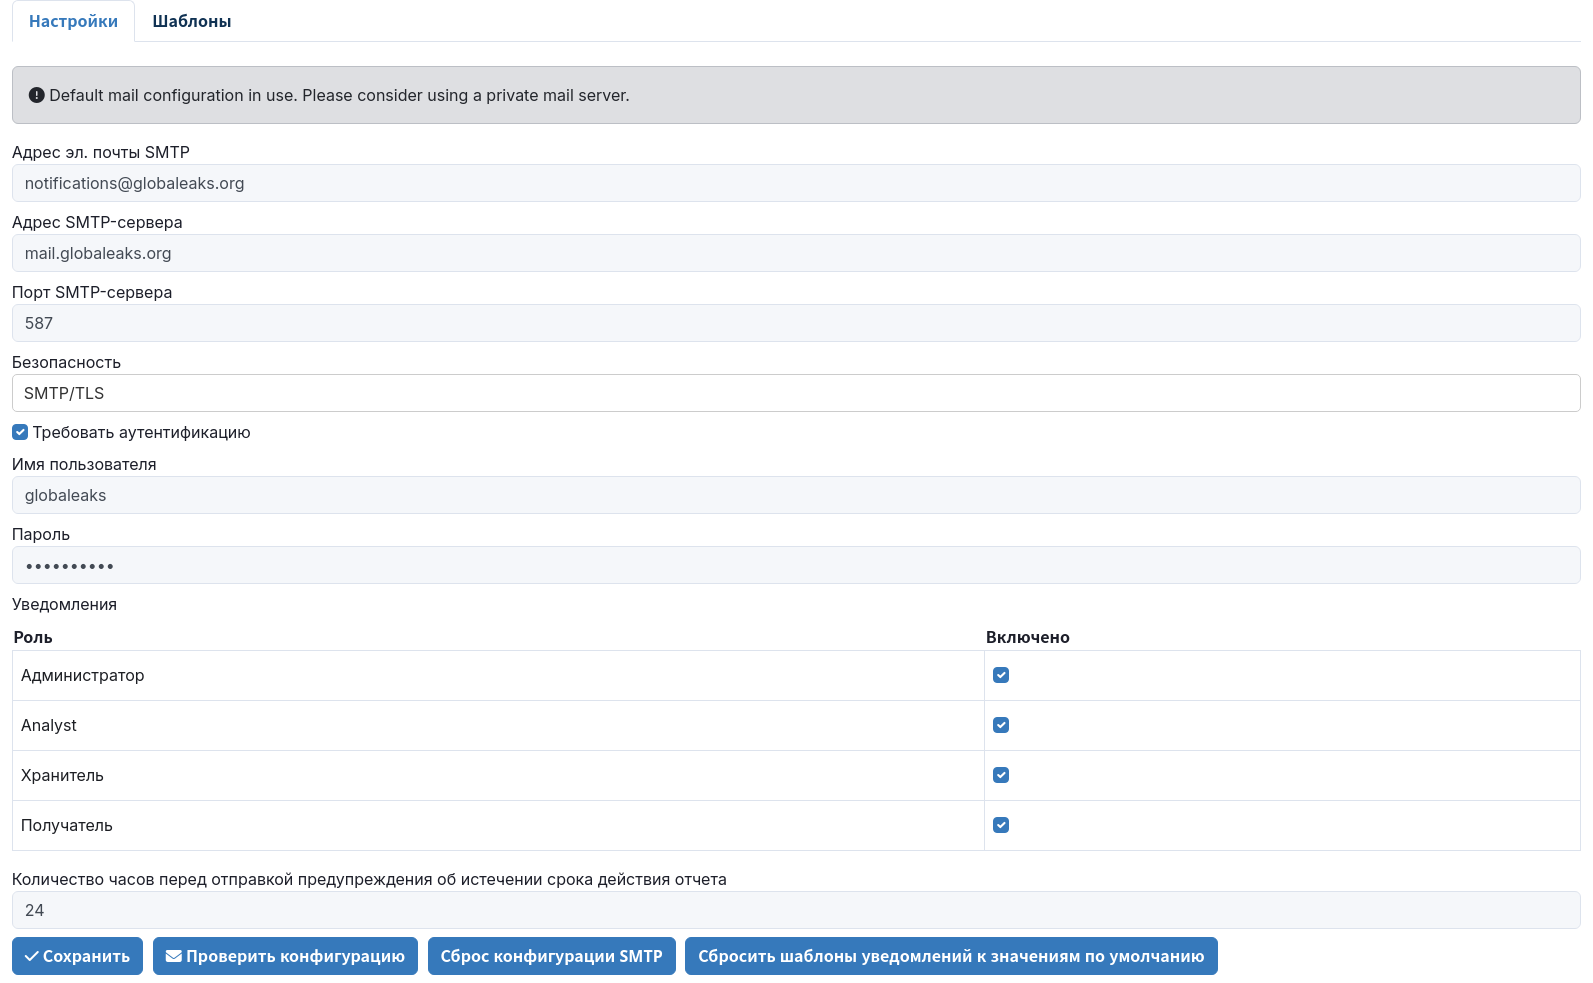 Настройки Шаблоны
Default mail configuration in use. Please consider using a private mail server.
Адрес эл. почты SMTP
notifications@globaleaks.org
Адрес SMTP-сервера
mail.globaleaks.org
Порт SMTP-сервера
587
Безопасность
SMTP/TLS
Требовать аутентификацию
Имя пользователя
globaleaks
Пароль
••••••••••
Уведомления
Роль Включено
Администратор
Analyst
Хранитель
Получатель
Количество часов перед отправкой предупреждения об истечении срока действия отчета
24
Сохранить Проверить конфигурацию Сброс конфигурации SMTP Сбросить шаблоны уведомлений к значениям по умолчанию